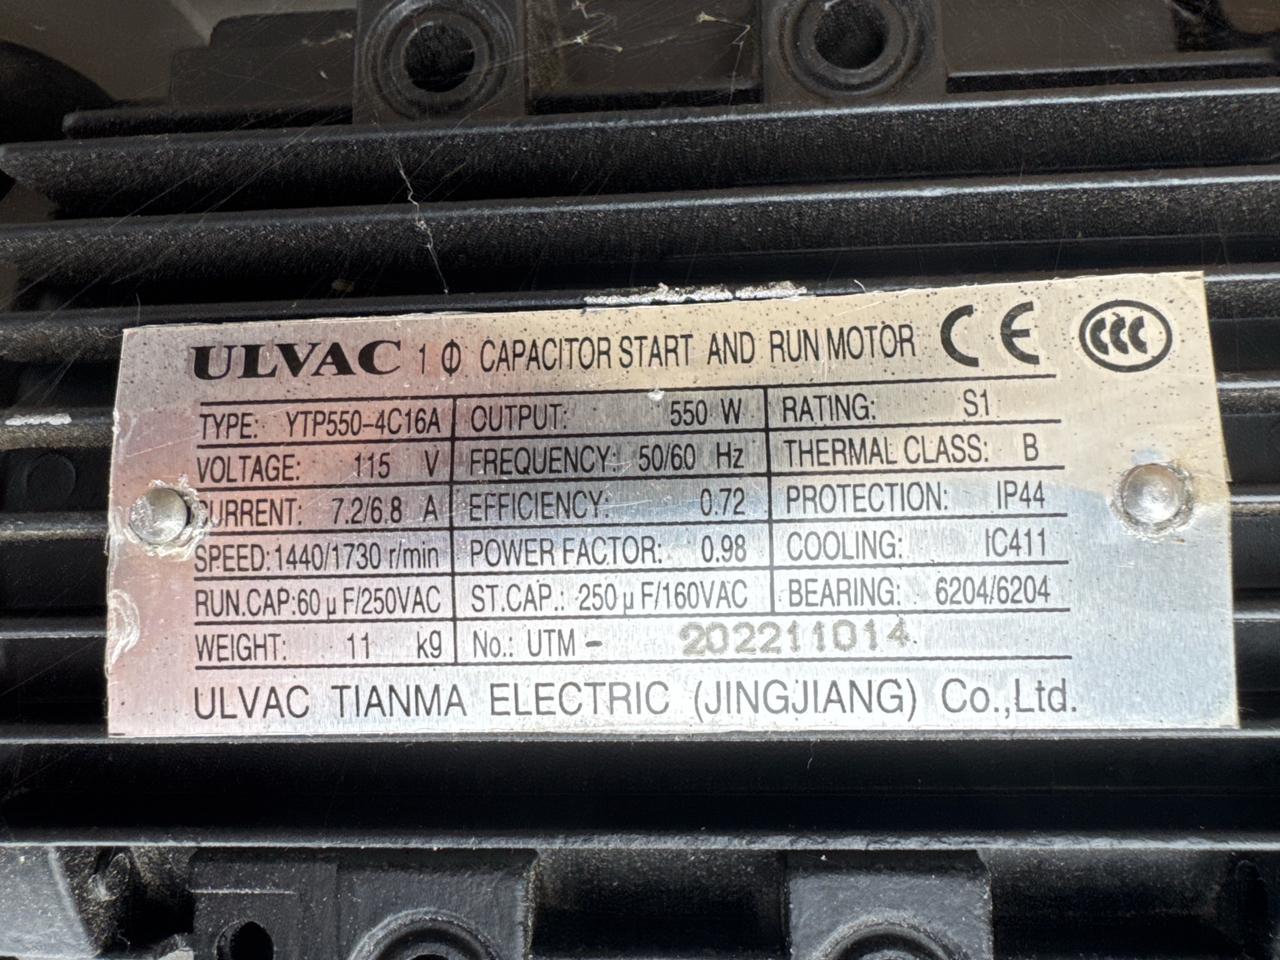 ULVAC 1 Φ CAPACITOR START AND RUN MOTOR CE CCC
TYPE: YTP550-4C16A OUTPUT: 550 W RATING: S1
VOLTAGE: 115 V FREQUENCY: 50/60 Hz THERMAL CLASS: B
CURRENT: 7.2/6.8 A EFFICIENCY: 0.72 PROTECTION: IP44
SPEED: 1440/1730 r/min POWER FACTOR: 0.98 COOLING: IC411
RUN.CAP: 60 μF/250VAC ST.CAP.: 250 μF/160VAC BEARING: 6204/6204
WEIGHT: 11 kg No.: UTM - 202211014
ULVAC TIANMA ELECTRIC (JINGJIANG) Co.,Ltd.